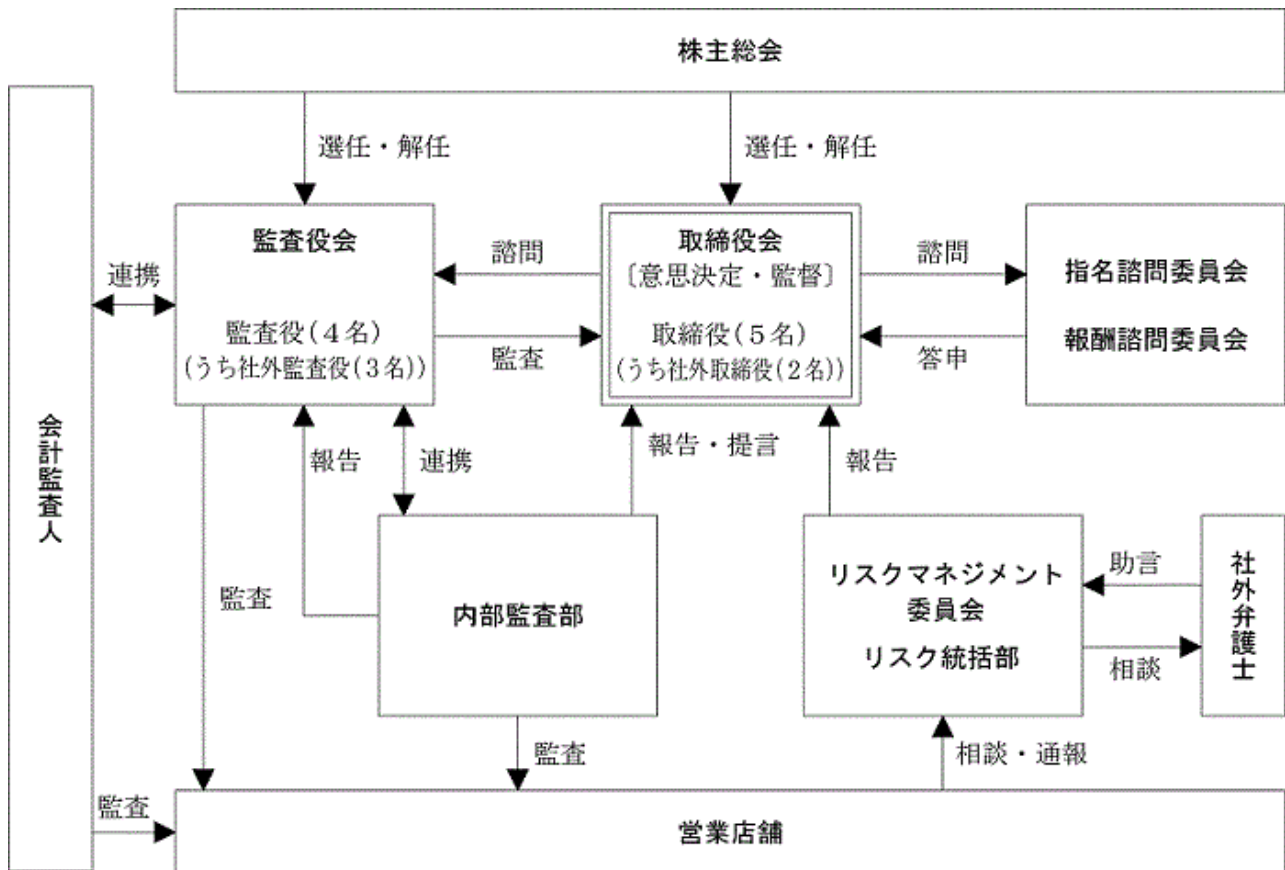 株主総会
選任・解任
選任・解任
監査役会
監査役(4名)
(うち社外監査役(3名))
諮問
監査
取締役会
〔意思決定・監督〕
取締役(5名)
(うち社外取締役(2名))
諮問
答申
指名諮問委員会
報酬諮問委員会
連携
会計監査人
報告
連携
報告・提言
報告
監査
内部監査部
リスクマネジメント
委員会
リスク統括部
助言
相談
社外弁護士
監査
相談・通報
監査
営業店舗